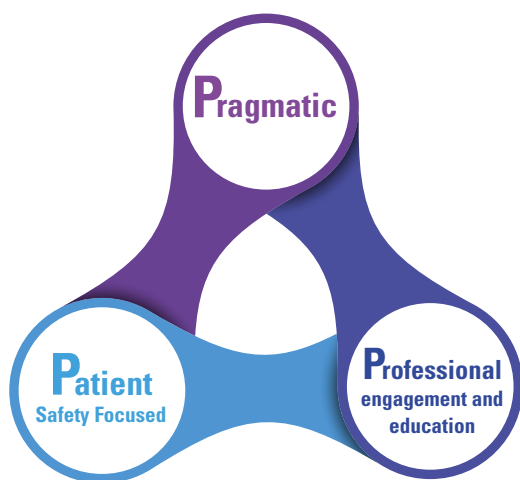 Pragmatic
Patient
Safety Focused
Professional
engagement and
education